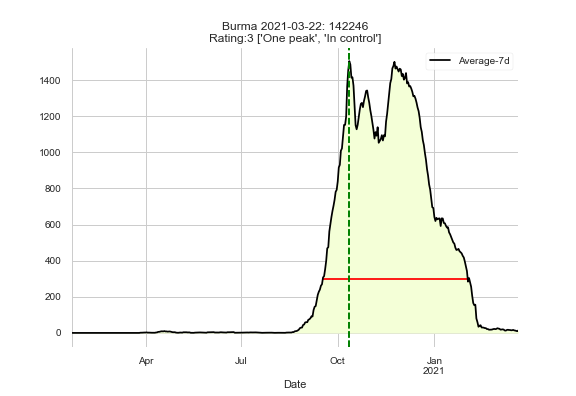 Burma 2021-03-22: 142246
Rating:3 ['One peak', 'In control']
Average-7d
1400
1200
1000
800
600
400
200
0
Apr
Jul
Oct
Jan
2021
Date